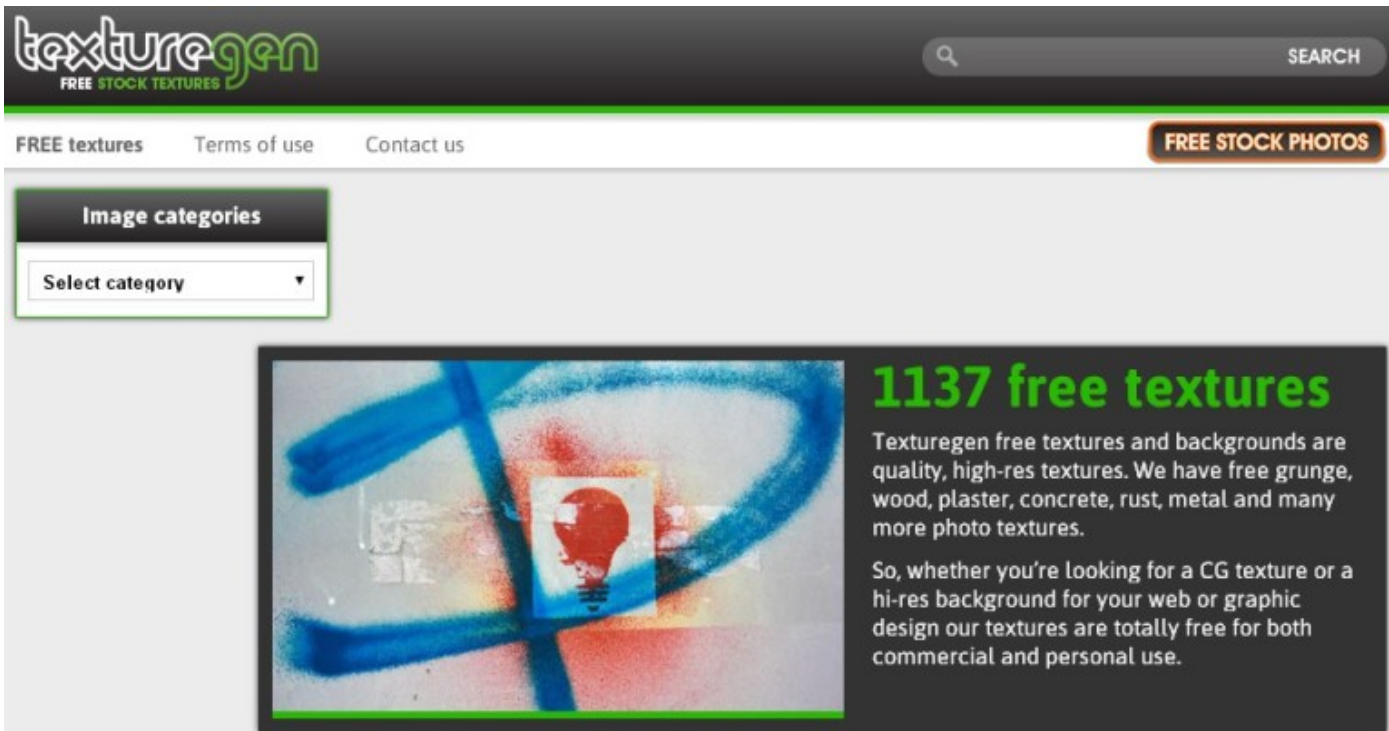 texturegen
FREE STOCK TEXTURES
SEARCH
FREE textures Terms of use Contact us
FREE STOCK PHOTOS
Image categories
Select category
1137 free textures
Texturegen free textures and backgrounds are
quality, high-res textures. We have free grunge,
wood, plaster, concrete, rust, metal and many
more photo textures.
So, whether you're looking for a CG texture or a
hi-res background for your web or graphic
design our textures are totally free for both
commercial and personal use.